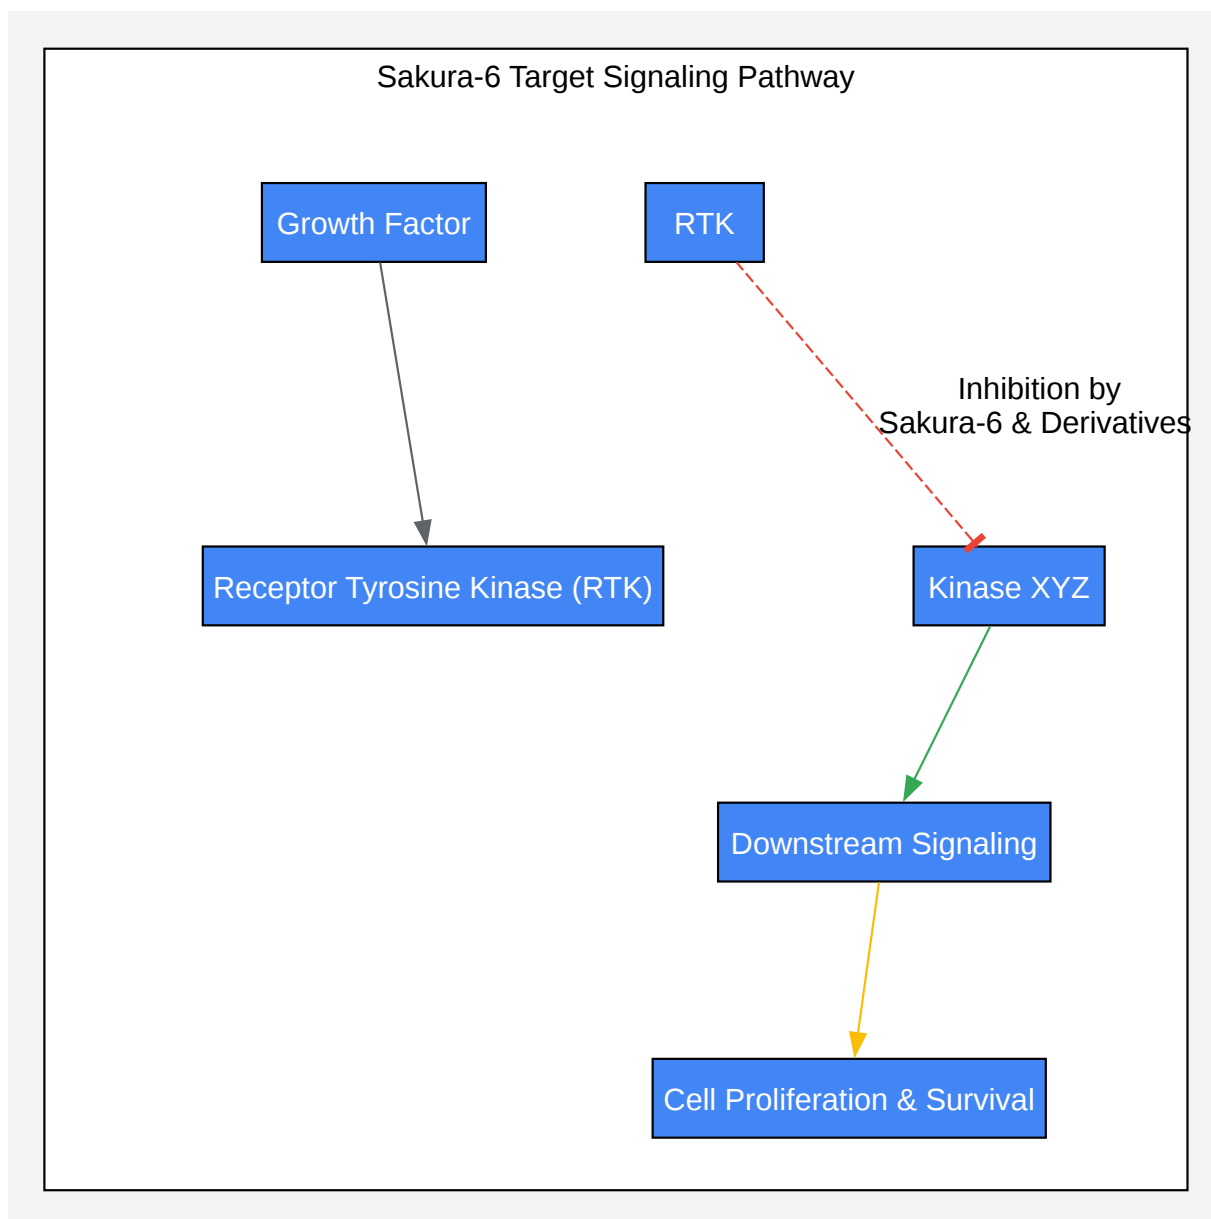 Sakura-6 Target Signaling Pathway
Growth Factor
RTK
Inhibition by
Sakura-6 & Derivatives
Receptor Tyrosine Kinase (RTK)
Kinase XYZ
Downstream Signaling
Cell Proliferation & Survival